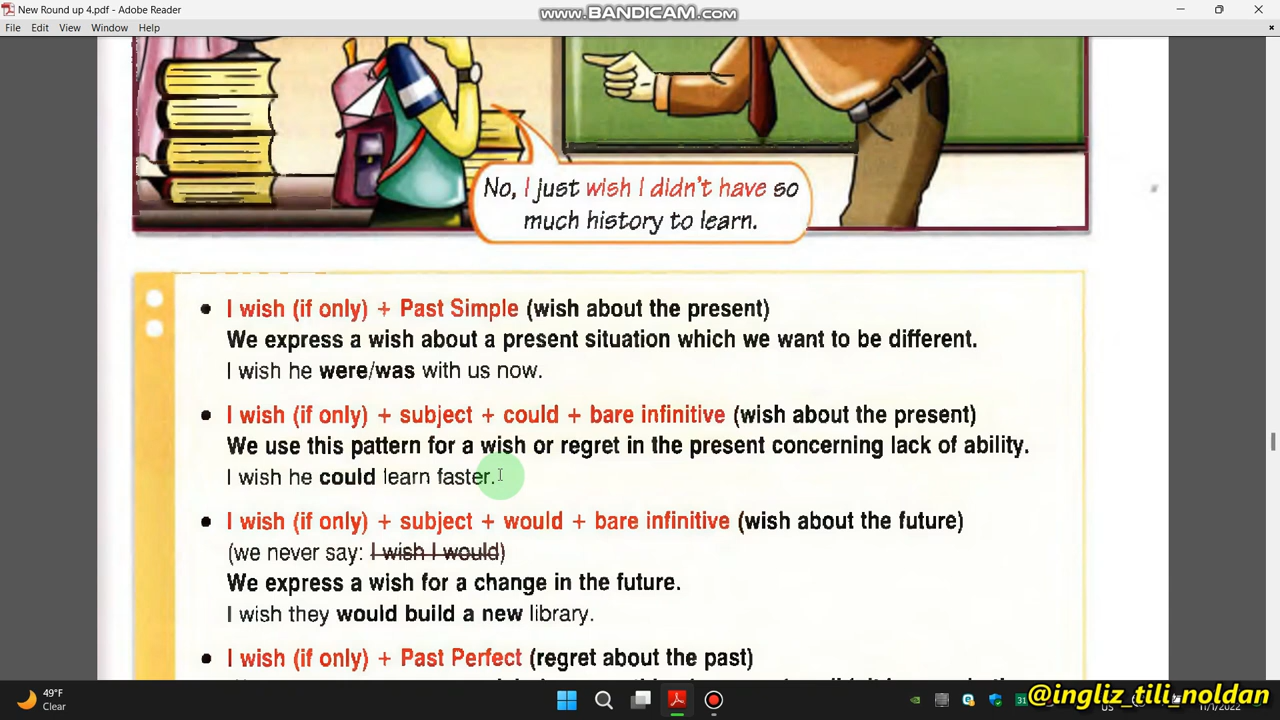 New Round up 4.pdf - Adobe Reader
www.BANDICAM.com
File Edit View Window Help
No, I just wish I didn't have so
much history to learn.
• I wish (if only) + Past Simple (wish about the present)
We express a wish about a present situation which we want to be different.
I wish he were/was with us now.
• I wish (if only) + subject + could + bare infinitive (wish about the present)
We use this pattern for a wish or regret in the present concerning lack of ability.
I wish he could learn faster.
• I wish (if only) + subject + would + bare infinitive (wish about the future)
(we never say: I wish I would)
We express a wish for a change in the future.
I wish they would build a new library.
• I wish (if only) + Past Perfect (regret about the past)
49°F
Clear
@ingliz_tili_noldan